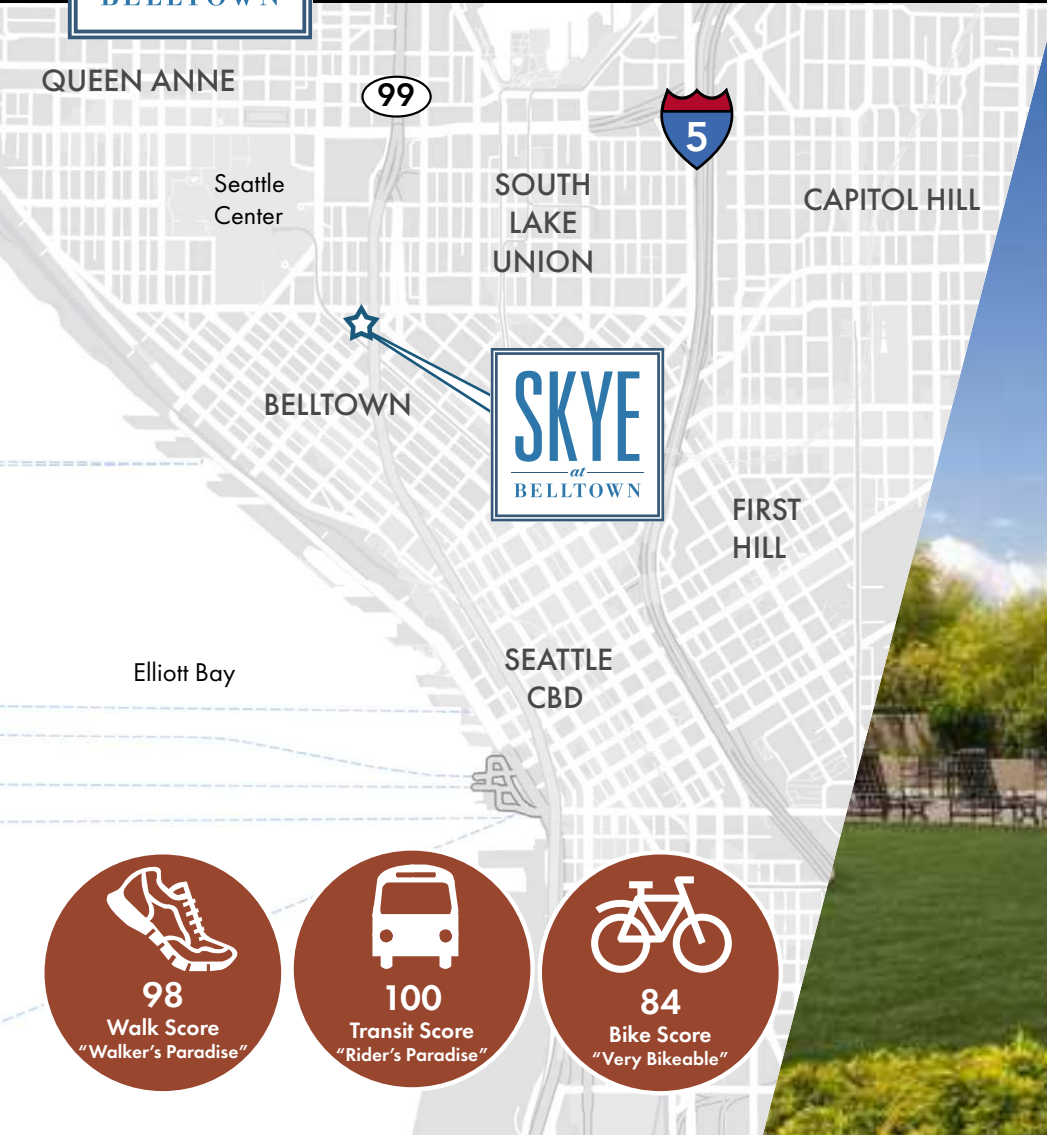 BELLTOWN
QUEEN ANNE
99
5
Seattle
Center
SOUTH
LAKE
UNION
CAPITOL HILL
BELLTOWN
SKYE
at
BELLTOWN
FIRST
HILL
Elliott Bay
SEATTLE
CBD
98
Walk Score
“Walker’s Paradise”
100
Transit Score
“Rider’s Paradise”
84
Bike Score
“Very Bikeable”